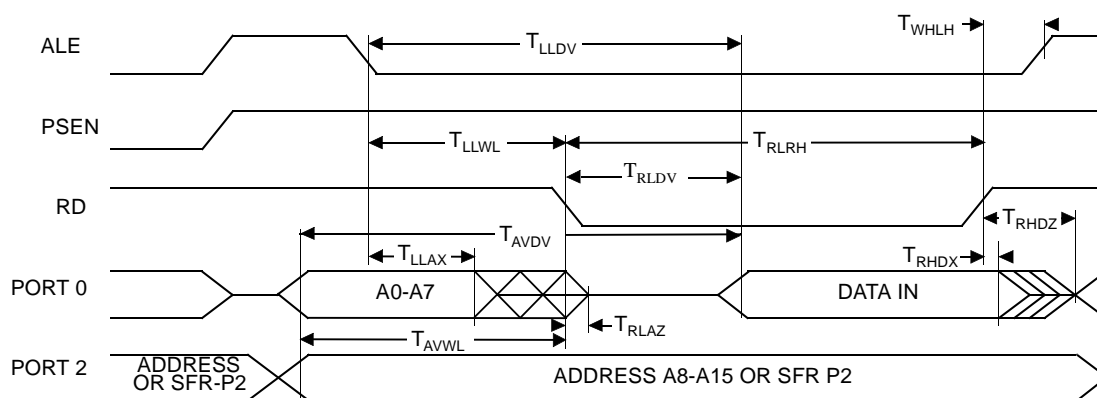 ALE
T_LLDV
T_WHLH
PSEN
T_LLWL
T_RLRH
T_RLDV
RD
T_RHDZ
T_AVDV
T_LLAX
T_RHDX
PORT 0
A0-A7
DATA IN
T_RLAZ
T_AVWL
PORT 2
ADDRESS
OR SFR-P2
ADDRESS A8-A15 OR SFR P2